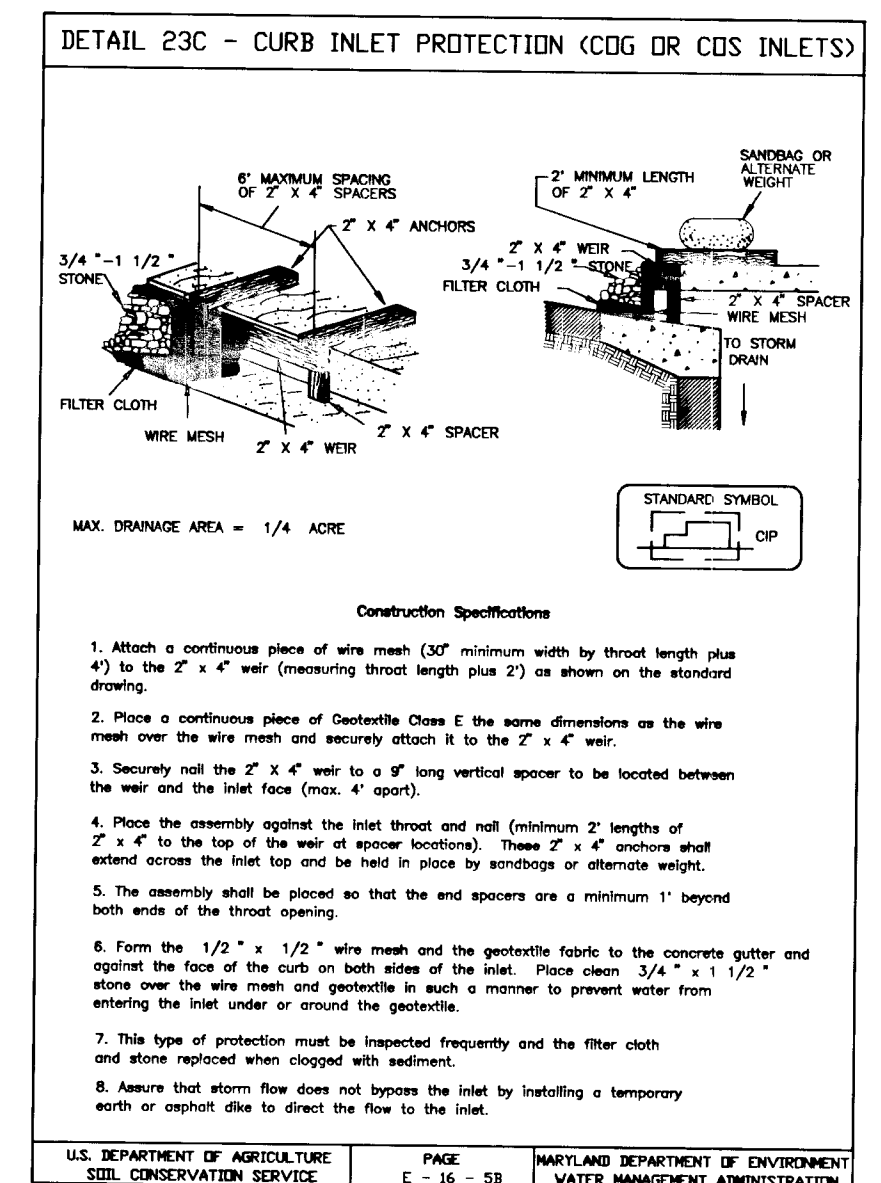 DETAIL 23C - CURB INLET PROTECTION (COG OR COS INLETS)
6' MAXIMUM SPACING
OF 2" X 4" SPACERS
2" X 4" ANCHORS
3/4 "-1 1/2 "
STONE
FILTER CLOTH
WIRE MESH
2" X 4" WEIR
2" X 4" SPACER
2' MINIMUM LENGTH
OF 2" X 4"
SANDBAG OR
ALTERNATE
WEIGHT
2" X 4" WEIR
3/4 "-1 1/2 " STONE
FILTER CLOTH
2" X 4" SPACER
WIRE MESH
TO STORM
DRAIN
MAX. DRAINAGE AREA = 1/4 ACRE
STANDARD SYMBOL
CIP
Construction Specifications
1. Attach a continuous piece of wire mesh (30" minimum width by throat length plus
4') to the 2" x 4" weir (measuring throat length plus 2') as shown on the standard
drawing.
2. Place a continuous piece of Geotextile Class E the same dimensions as the wire
mesh over the wire mesh and securely attach it to the 2" x 4" weir.
3. Securely nail the 2" X 4" weir to a 9" long vertical spacer to be located between
the weir and the inlet face (max. 4' apart).
4. Place the assembly against the inlet throat and nail (minimum 2' lengths of
2" x 4" to the top of the weir at spacer locations). These 2" x 4" anchors shall
extend across the inlet top and be held in place by sandbags or alternate weight.
5. The assembly shall be placed so that the end spacers are a minimum 1' beyond
both ends of the throat opening.
6. Form the 1/2 " x 1/2 " wire mesh and the geotextile fabric to the concrete gutter and
against the face of the curb on both sides of the inlet. Place clean 3/4 " x 1 1/2 "
stone over the wire mesh and geotextile in such a manner to prevent water from
entering the inlet under or around the geotextile.
7. This type of protection must be inspected frequently and the filter cloth
and stone replaced when clogged with sediment.
8. Assure that storm flow does not bypass the inlet by installing a temporary
earth or asphalt dike to direct the flow to the inlet.
U.S. DEPARTMENT OF AGRICULTURE
SOIL CONSERVATION SERVICE
PAGE
E - 16 - 5B
MARYLAND DEPARTMENT OF ENVIRONMENT
WATER MANAGEMENT ADMINISTRATION